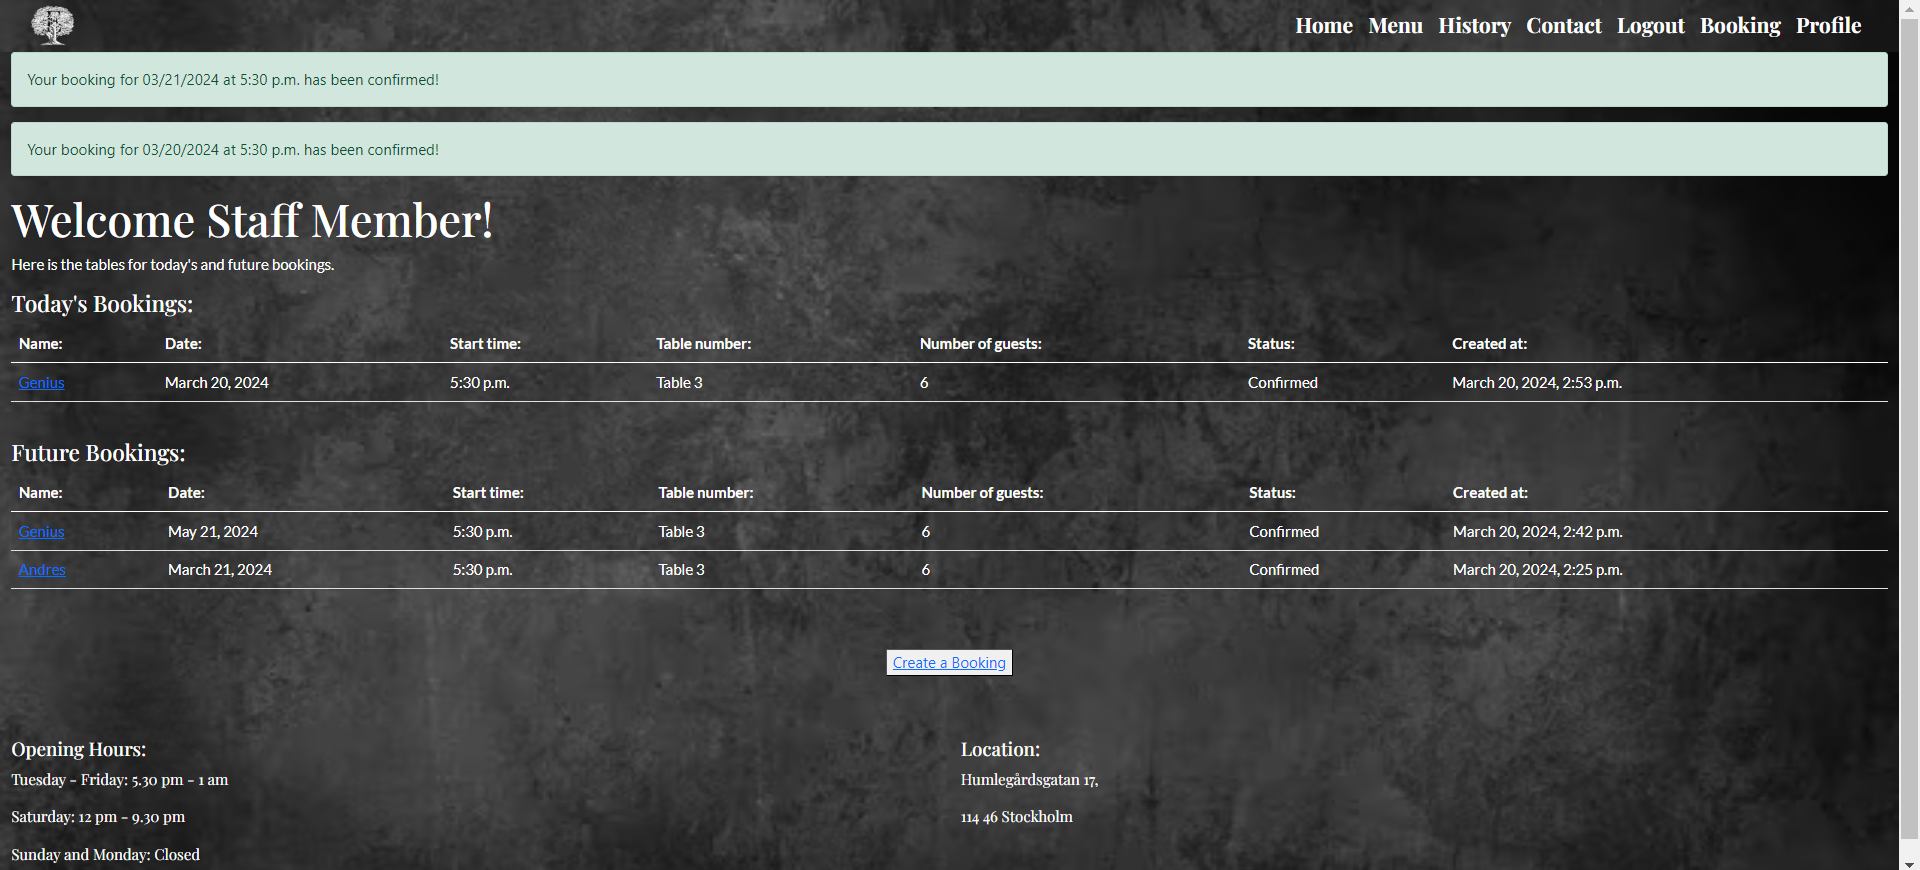 Home Menu History Contact Logout Booking Profile
Your booking for 03/21/2024 at 5:30 p.m. has been confirmed!
Your booking for 03/20/2024 at 5:30 p.m. has been confirmed!
Welcome Staff Member!
Here is the tables for today's and future bookings.
Today's Bookings:
Name: Date: Start time: Table number: Number of guests: Status: Created at:
Genius March 20, 2024 5:30 p.m. Table 3 6 Confirmed March 20, 2024, 2:53 p.m.
Future Bookings:
Name: Date: Start time: Table number: Number of guests: Status: Created at:
Genius May 21, 2024 5:30 p.m. Table 3 6 Confirmed March 20, 2024, 2:42 p.m.
Andres March 21, 2024 5:30 p.m. Table 3 6 Confirmed March 20, 2024, 2:25 p.m.
Create a Booking
Opening Hours:
Tuesday - Friday: 5.30 pm - 1 am
Saturday: 12 pm - 9.30 pm
Sunday and Monday: Closed
Location:
Humlegårdsgatan 17,
114 46 Stockholm